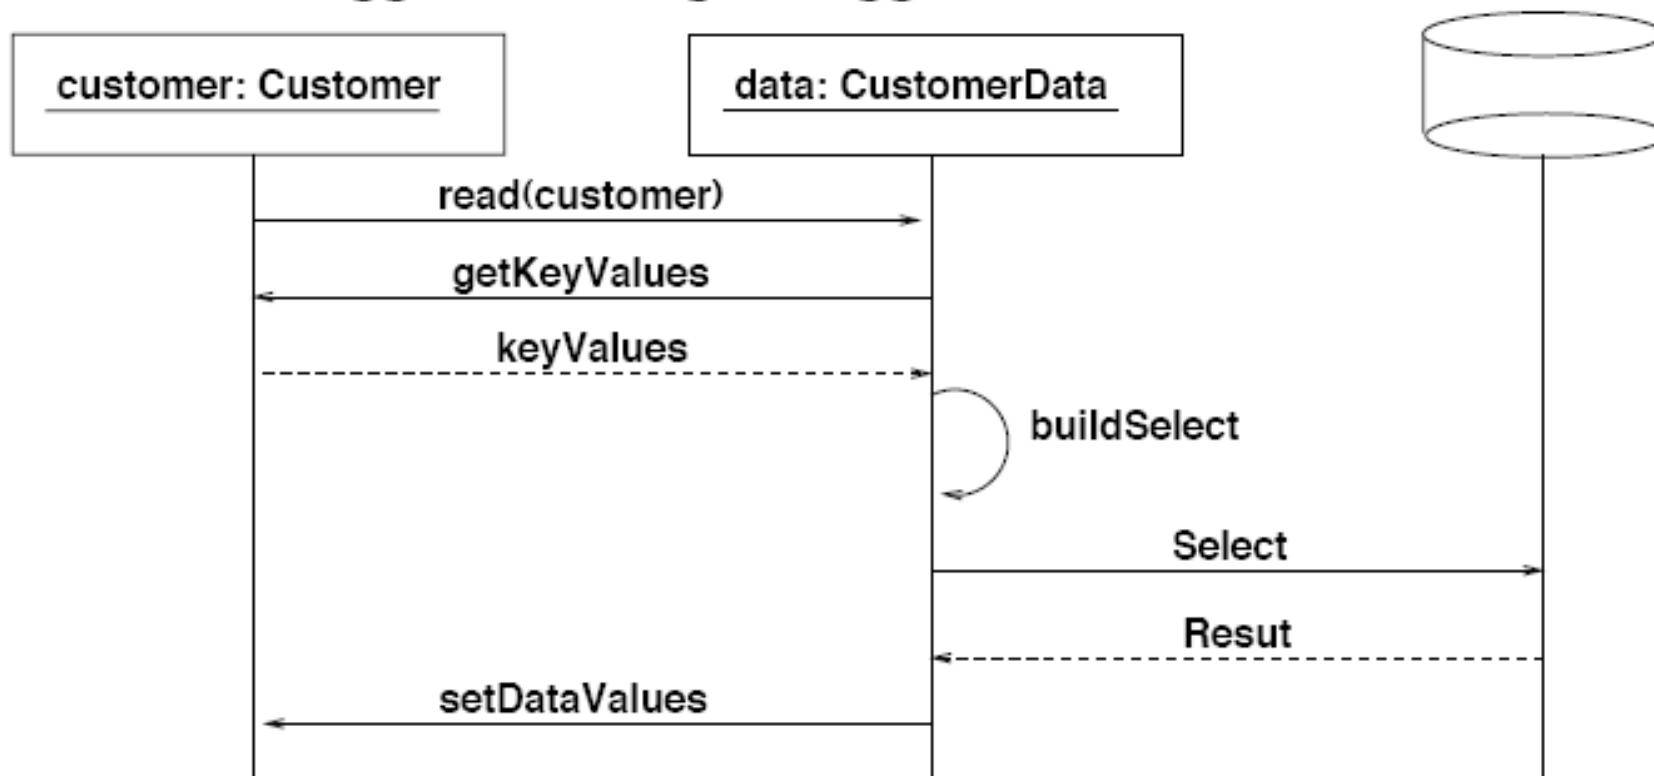 customer: Customer
data: CustomerData
read(customer)
getKeyValues
keyValues
buildSelect
Select
Resut
setDataValues